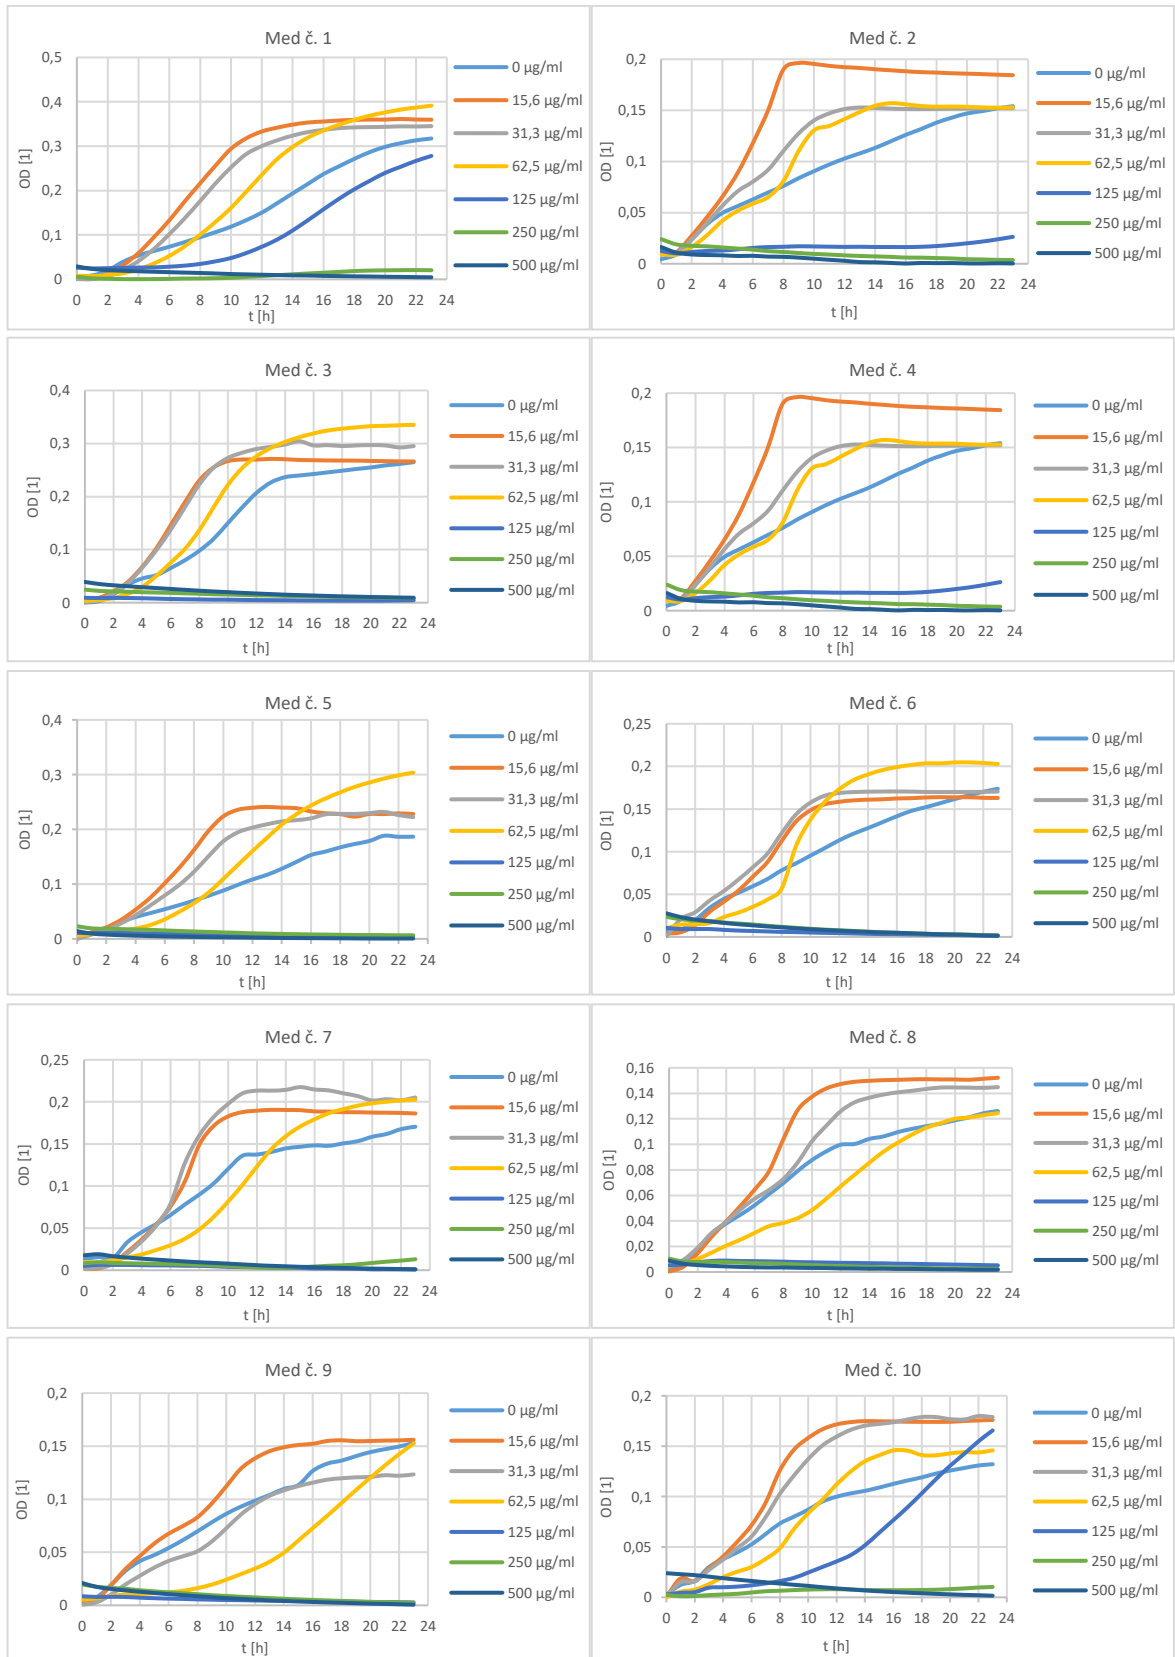 Med č. 1
OD [1]
0,5
0,4
0,3
0,2
0,1
0
0 2 4 6 8 10 12 14 16 18 20 22 24
t [h]
0 µg/ml
15,6 µg/ml
31,3 µg/ml
62,5 µg/ml
125 µg/ml
250 µg/ml
500 µg/ml
Med č. 2
OD [1]
0,2
0,15
0,1
0,05
0
0 2 4 6 8 10 12 14 16 18 20 22 24
t [h]
0 µg/ml
15,6 µg/ml
31,3 µg/ml
62,5 µg/ml
125 µg/ml
250 µg/ml
500 µg/ml
Med č. 3
OD [1]
0,4
0,3
0,2
0,1
0
0 2 4 6 8 10 12 14 16 18 20 22 24
t [h]
0 µg/ml
15,6 µg/ml
31,3 µg/ml
62,5 µg/ml
125 µg/ml
250 µg/ml
500 µg/ml
Med č. 4
OD [1]
0,2
0,15
0,1
0,05
0
0 2 4 6 8 10 12 14 16 18 20 22 24
t [h]
0 µg/ml
15,6 µg/ml
31,3 µg/ml
62,5 µg/ml
125 µg/ml
250 µg/ml
500 µg/ml
Med č. 5
OD [1]
0,4
0,3
0,2
0,1
0
0 2 4 6 8 10 12 14 16 18 20 22 24
t [h]
0 µg/ml
15,6 µg/ml
31,3 µg/ml
62,5 µg/ml
125 µg/ml
250 µg/ml
500 µg/ml
Med č. 6
OD [1]
0,25
0,2
0,15
0,1
0,05
0
0 2 4 6 8 10 12 14 16 18 20 22 24
t [h]
0 µg/ml
15,6 µg/ml
31,3 µg/ml
62,5 µg/ml
125 µg/ml
250 µg/ml
500 µg/ml
Med č. 7
OD [1]
0,25
0,2
0,15
0,1
0,05
0
0 2 4 6 8 10 12 14 16 18 20 22 24
t [h]
0 µg/ml
15,6 µg/ml
31,3 µg/ml
62,5 µg/ml
125 µg/ml
250 µg/ml
500 µg/ml
Med č. 8
OD [1]
0,16
0,14
0,12
0,1
0,08
0,06
0,04
0,02
0
0 2 4 6 8 10 12 14 16 18 20 22 24
t [h]
0 µg/ml
15,6 µg/ml
31,3 µg/ml
62,5 µg/ml
125 µg/ml
250 µg/ml
500 µg/ml
Med č. 9
OD [1]
0,2
0,15
0,1
0,05
0
0 2 4 6 8 10 12 14 16 18 20 22 24
t [h]
0 µg/ml
15,6 µg/ml
31,3 µg/ml
62,5 µg/ml
125 µg/ml
250 µg/ml
500 µg/ml
Med č. 10
OD [1]
0,2
0,15
0,1
0,05
0
0 2 4 6 8 10 12 14 16 18 20 22 24
t [h]
0 µg/ml
15,6 µg/ml
31,3 µg/ml
62,5 µg/ml
125 µg/ml
250 µg/ml
500 µg/ml